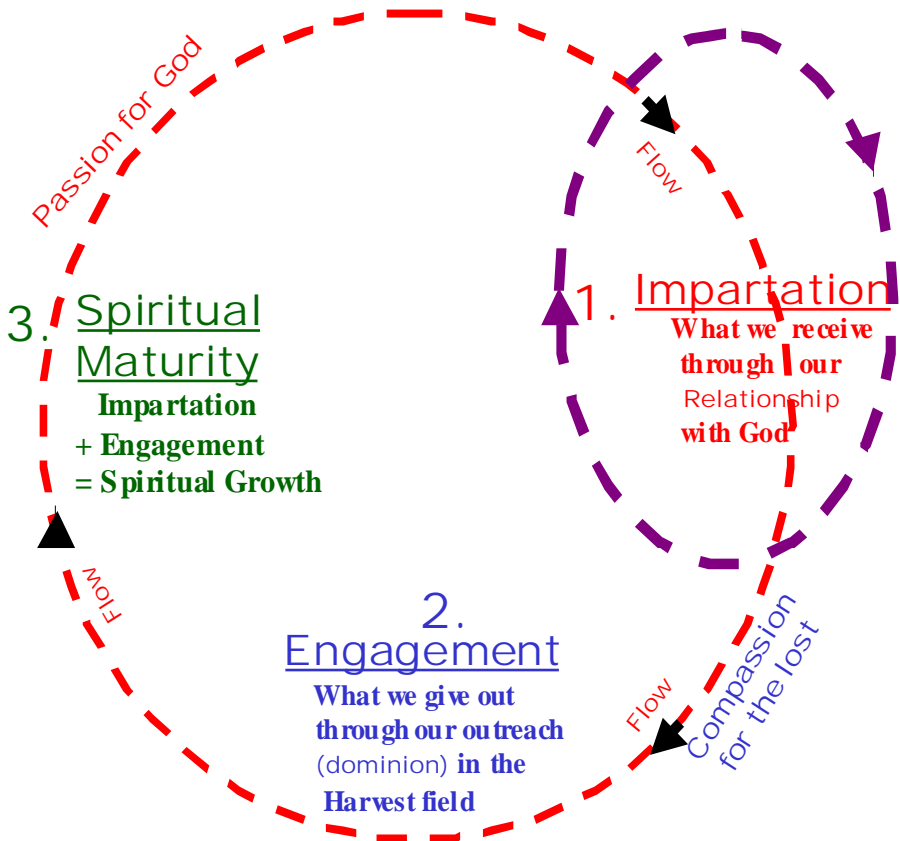 Passion for God
Flow
1. Impartation
What we receive
through our
Relationship
with God
3. Spiritual
Maturity
Impartation
+ Engagement
= Spiritual Growth
Flow
2.
Engagement
What we give out
through our outreach
(dominion) in the
Harvest field
Flow
Compassion
for the lost